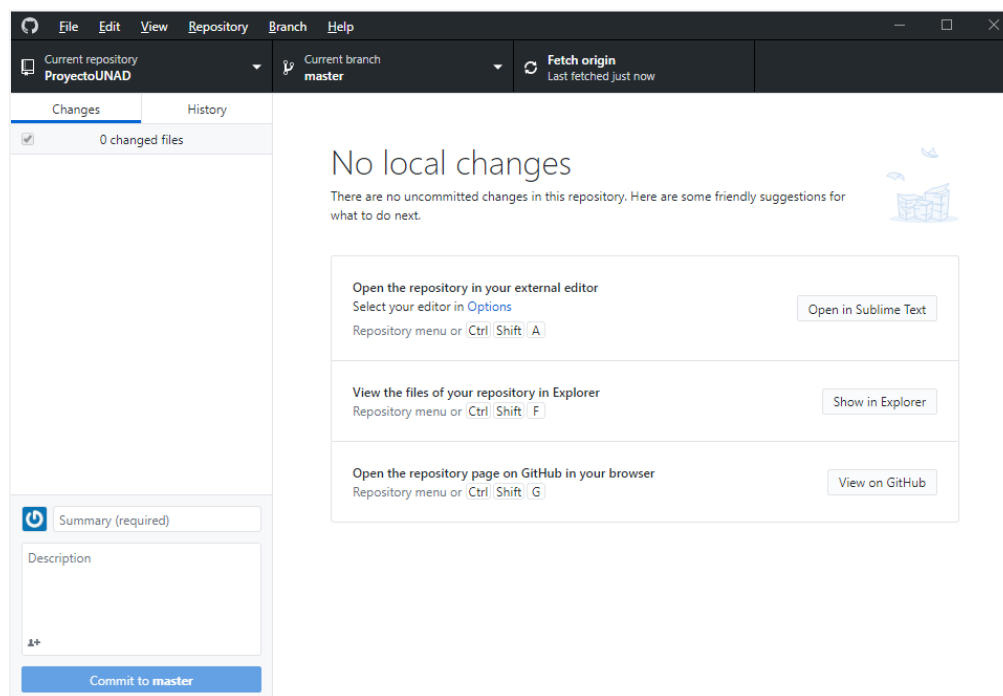 File Edit View Repository Branch Help
Current repository
ProyectoUNAD
Current branch
master
Fetch origin
Last fetched just now
Changes History
0 changed files
No local changes
There are no uncommitted changes in this repository. Here are some friendly suggestions for
what to do next.
Open the repository in your external editor
Select your editor in Options
Repository menu or Ctrl Shift A
Open in Sublime Text
View the files of your repository in Explorer
Repository menu or Ctrl Shift F
Show in Explorer
Open the repository page on GitHub in your browser
Repository menu or Ctrl Shift G
View on GitHub
Summary (required)
Description
Commit to master